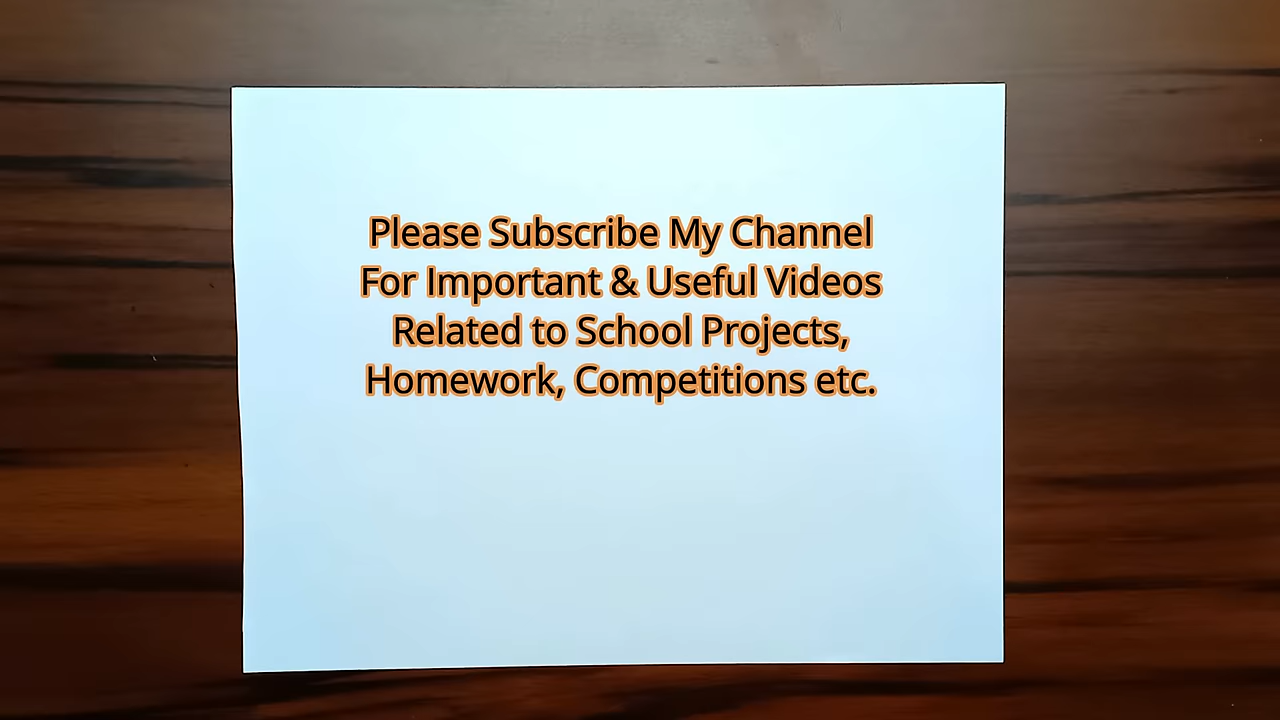 Please Subscribe My Channel
For Important & Useful Videos
Related to School Projects,
Homework, Competitions etc.